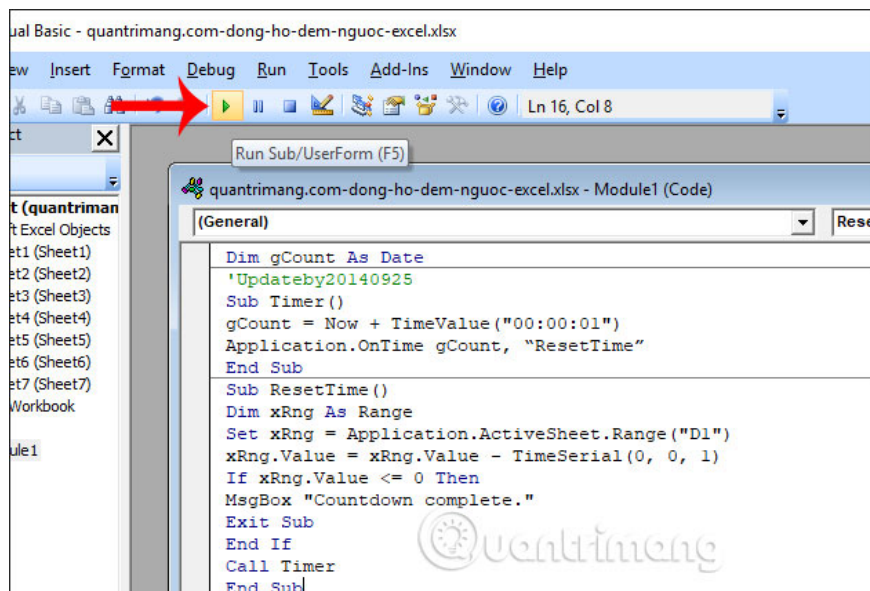 ual Basic - quantrimang.com-dong-ho-dem-nguoc-excel.xlsx
ew Insert Format Debug Run Tools Add-Ins Window Help
Ln 16, Col 8
ct
Run Sub/UserForm (F5)
quantrimang.com-dong-ho-dem-nguoc-excel.xlsx - Module1 (Code)
t (quantriman
ft Excel Objects
et1 (Sheet1)
et2 (Sheet2)
et3 (Sheet3)
et4 (Sheet4)
et5 (Sheet5)
et6 (Sheet6)
et7 (Sheet7)
Workbook
ule1
(General) Rese
Dim gCount As Date
'Updateby20140925
Sub Timer()
gCount = Now + TimeValue("00:00:01")
Application.OnTime gCount, “ResetTime”
End Sub
Sub ResetTime()
Dim xRng As Range
Set xRng = Application.ActiveSheet.Range("D1")
xRng.Value = xRng.Value - TimeSerial(0, 0, 1)
If xRng.Value <= 0 Then
MsgBox "Countdown complete."
Exit Sub
End If
Call Timer
End Sub
Quantrimang